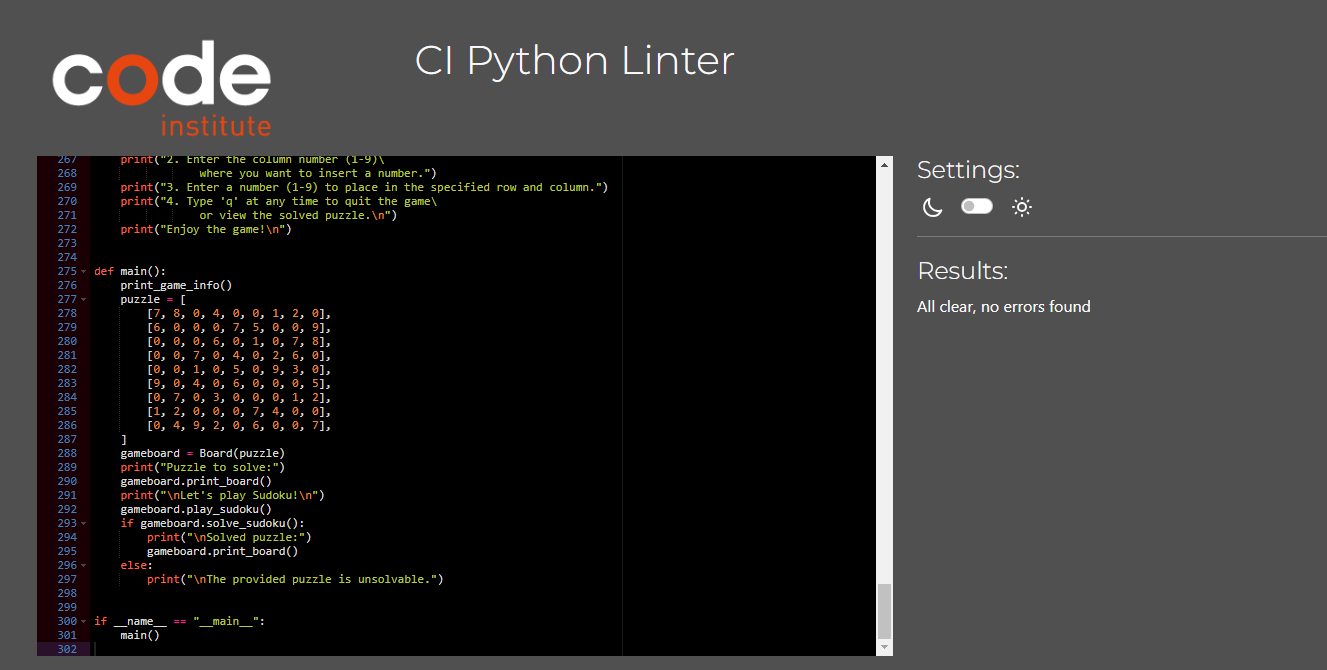 code
institute
CI Python Linter
267 print("2. Enter the column number (1-9)\
268 where you want to insert a number.")
269 print("3. Enter a number (1-9) to place in the specified row and column.")
270 print("4. Type 'q' at any time to quit the game\
271 or view the solved puzzle.\n")
272 print("Enjoy the game!\n")
273
274
275 def main():
276 print_game_info()
277 puzzle = [
278 [7, 8, 0, 4, 0, 0, 1, 2, 0],
279 [6, 0, 0, 0, 7, 5, 0, 0, 9],
280 [0, 0, 0, 6, 0, 1, 0, 7, 8],
281 [0, 0, 7, 0, 4, 0, 2, 6, 0],
282 [0, 0, 1, 0, 5, 0, 9, 3, 0],
283 [9, 0, 4, 0, 6, 0, 0, 0, 5],
284 [0, 7, 0, 3, 0, 0, 0, 1, 2],
285 [1, 2, 0, 0, 0, 7, 4, 0, 0],
286 [0, 4, 9, 2, 0, 6, 0, 0, 7],
287 ]
288 gameboard = Board(puzzle)
289 print("Puzzle to solve:")
290 gameboard.print_board()
291 print("\nLet's play Sudoku!\n")
292 gameboard.play_sudoku()
293 if gameboard.solve_sudoku():
294 print("\nSolved puzzle:")
295 gameboard.print_board()
296 else:
297 print("\nThe provided puzzle is unsolvable.")
298
299
300 if __name__ == "__main__":
301 main()
302
Settings:
Results:
All clear, no errors found